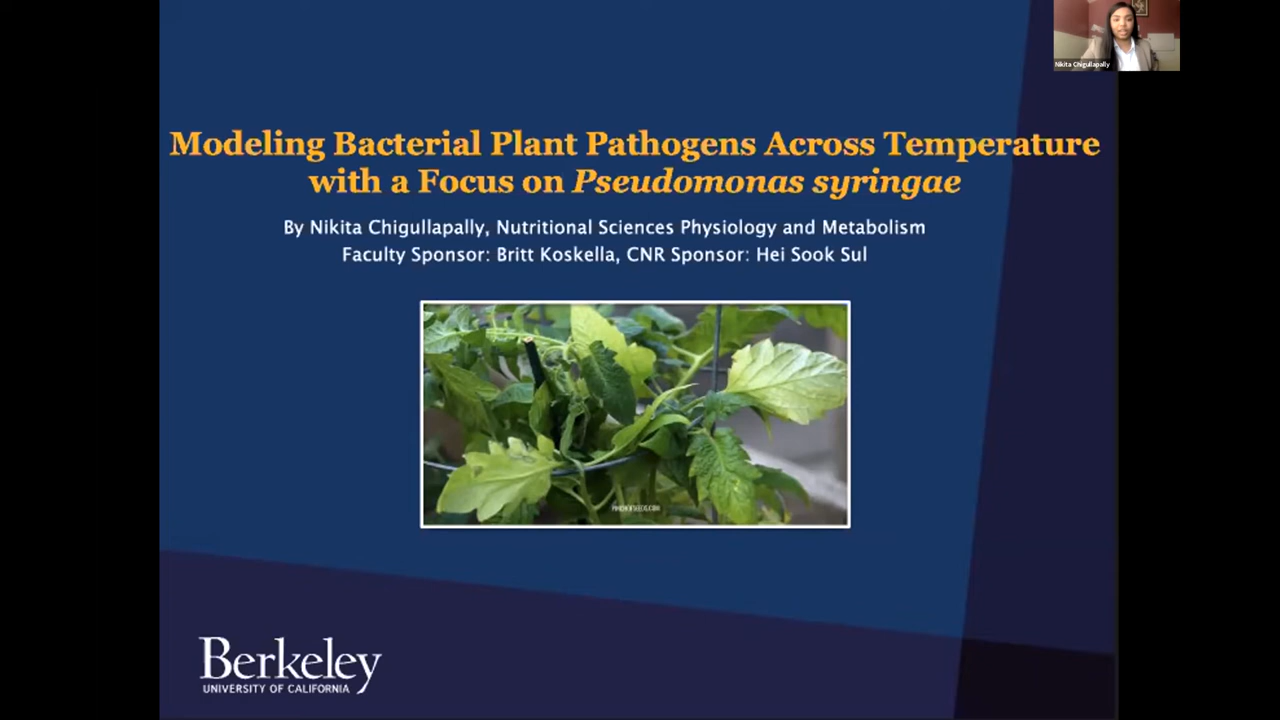 Nikita Chigullapally
Modeling Bacterial Plant Pathogens Across Temperature
with a Focus on Pseudomonas syringae
By Nikita Chigullapally, Nutritional Sciences Physiology and Metabolism
Faculty Sponsor: Britt Koskella, CNR Sponsor: Hei Sook Sul
Berkeley
UNIVERSITY OF CALIFORNIA